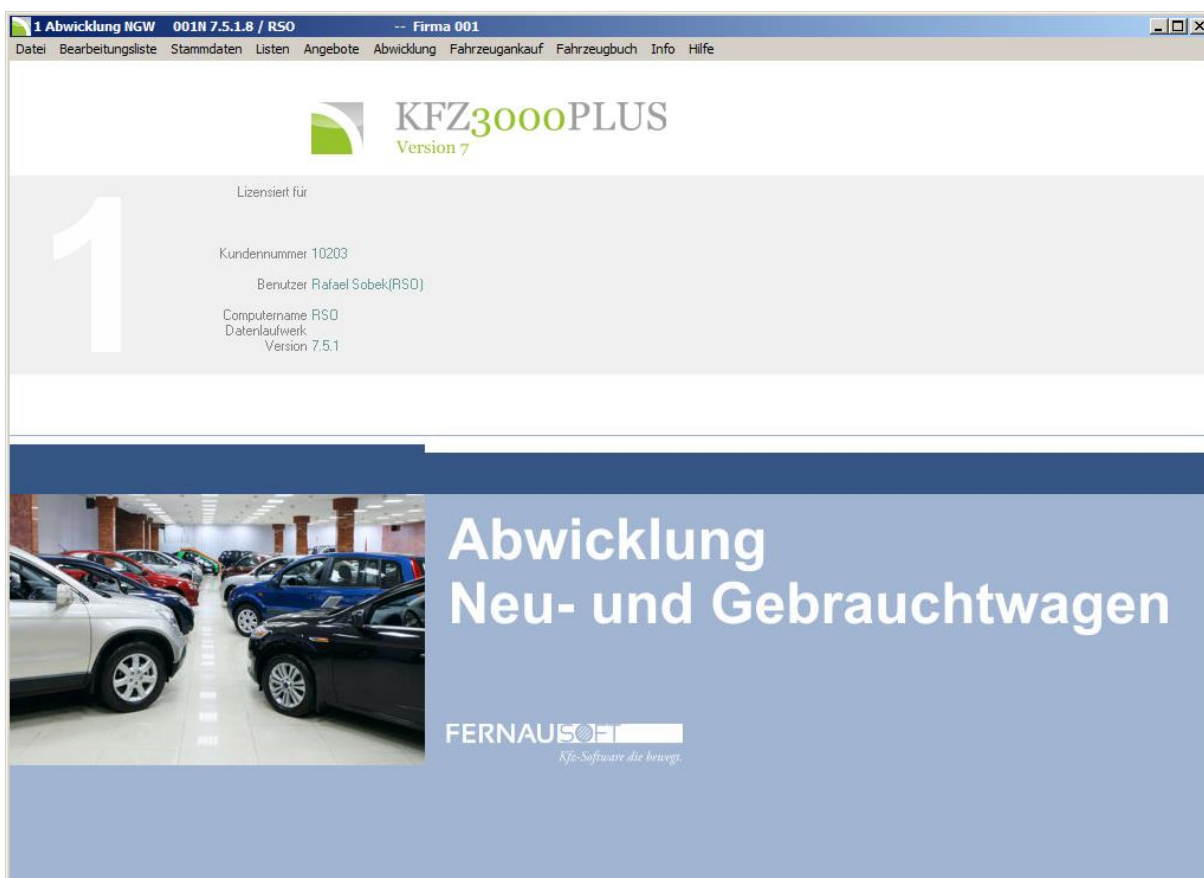 1 Abwicklung NGW 001N 7.5.1.8 / RSO -- Firma 001
Datei Bearbeitungsliste Stammdaten Listen Angebote Abwicklung Fahrzeugankauf Fahrzeugbuch Info Hilfe
KFZ3000PLUS
Version 7
1
Lizensiert für
Kundennummer 10203
Benutzer Rafael Sobek(RSO)
Computername RSO
Datenlaufwerk
Version 7.5.1
Abwicklung
Neu- und Gebrauchtwagen
FERNAUSOFT
Kfz-Software die bewegt.